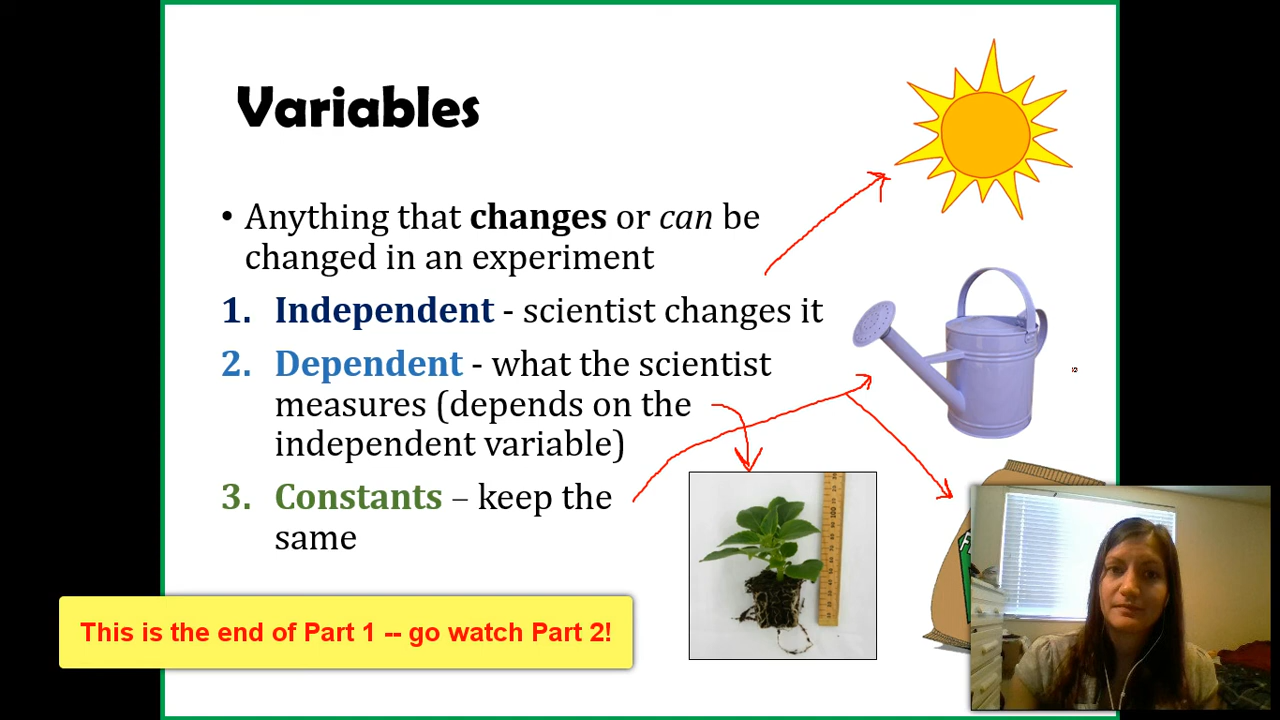 Variables
• Anything that changes or can be
changed in an experiment
1. Independent - scientist changes it
2. Dependent - what the scientist
measures (depends on the
independent variable)
3. Constants – keep the
same
This is the end of Part 1 -- go watch Part 2!